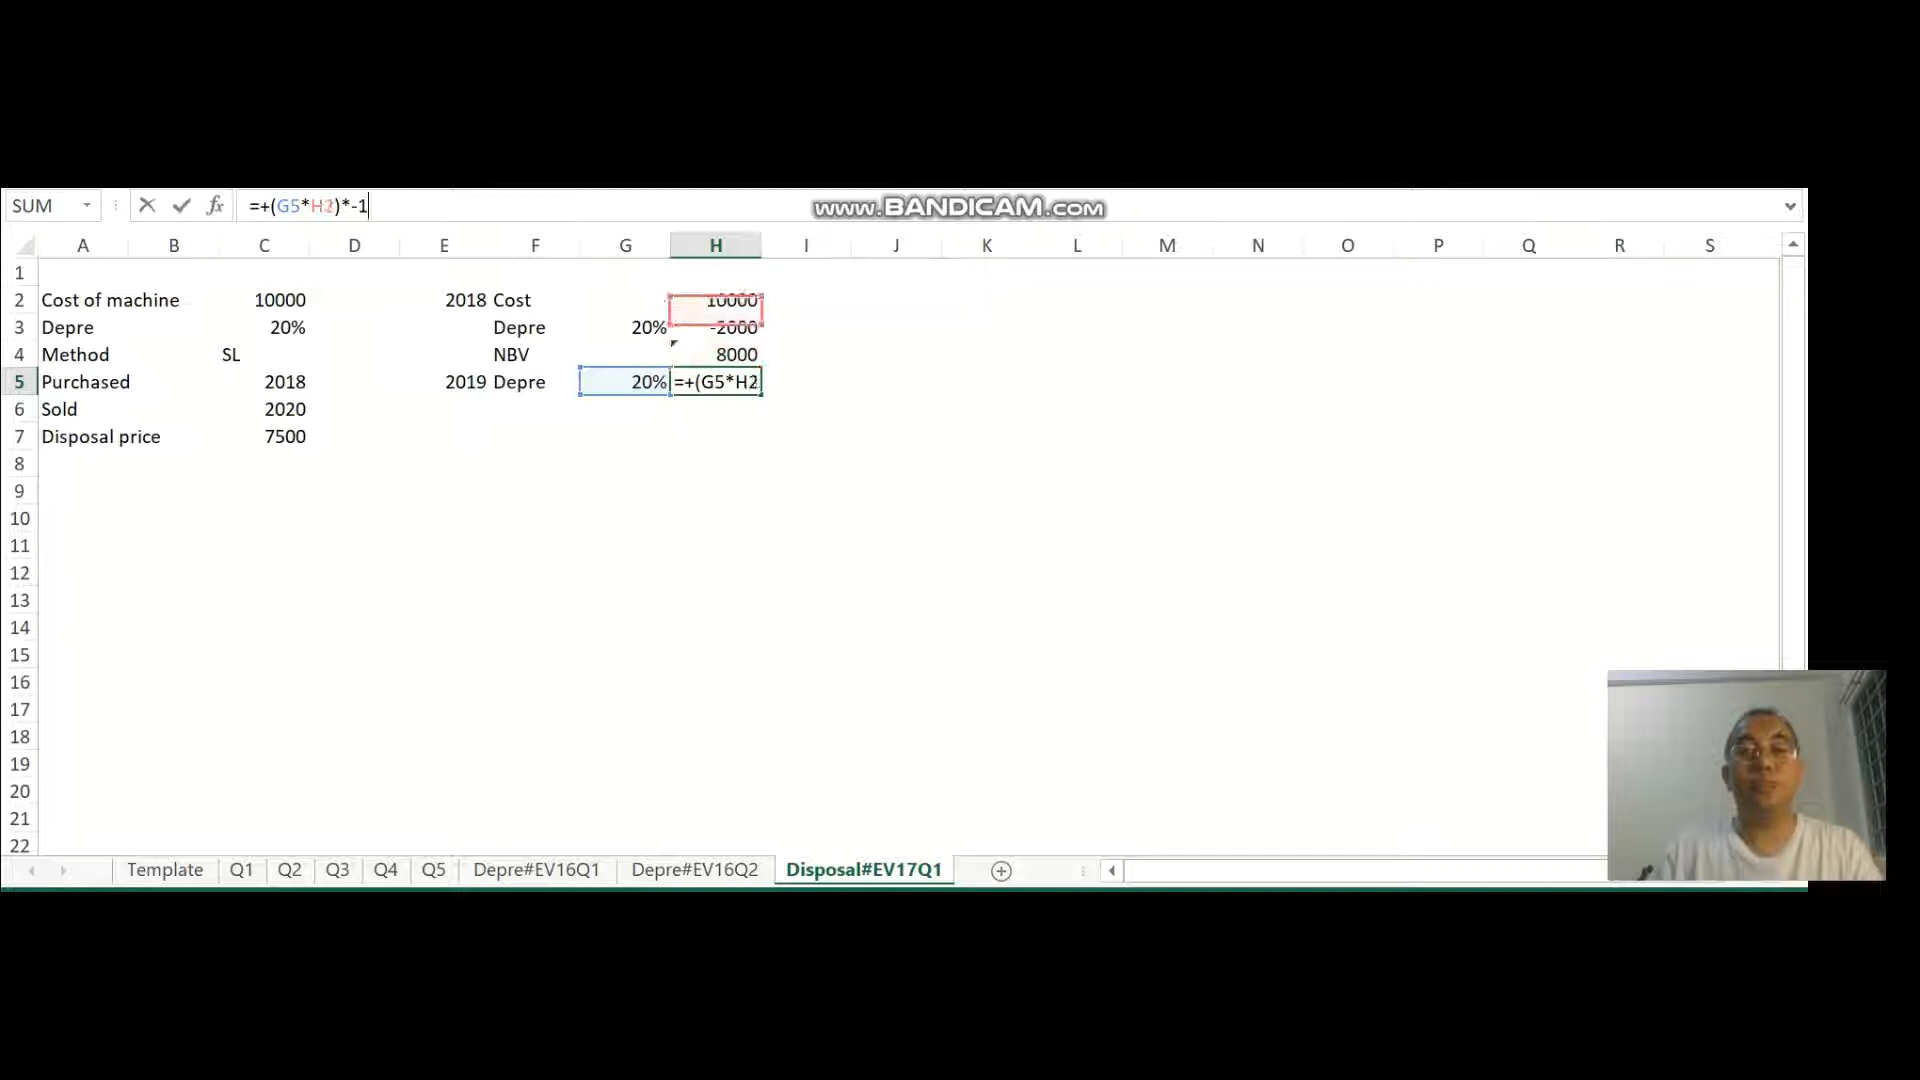 SUM =+(G5*H2)*-1 www.BANDICAM.com
A B C D E F G H I J K L M N O P Q R S
1
2 Cost of machine 10000 2018 Cost 10000
3 Depre 20% Depre 20% -2000
4 Method SL NBV 8000
5 Purchased 2018 2019 Depre 20% =+(G5*H2
6 Sold 2020
7 Disposal price 7500
8
9
10
11
12
13
14
15
16
17
18
19
20
21
22
Template Q1 Q2 Q3 Q4 Q5 Depre#EV16Q1 Depre#EV16Q2 Disposal#EV17Q1